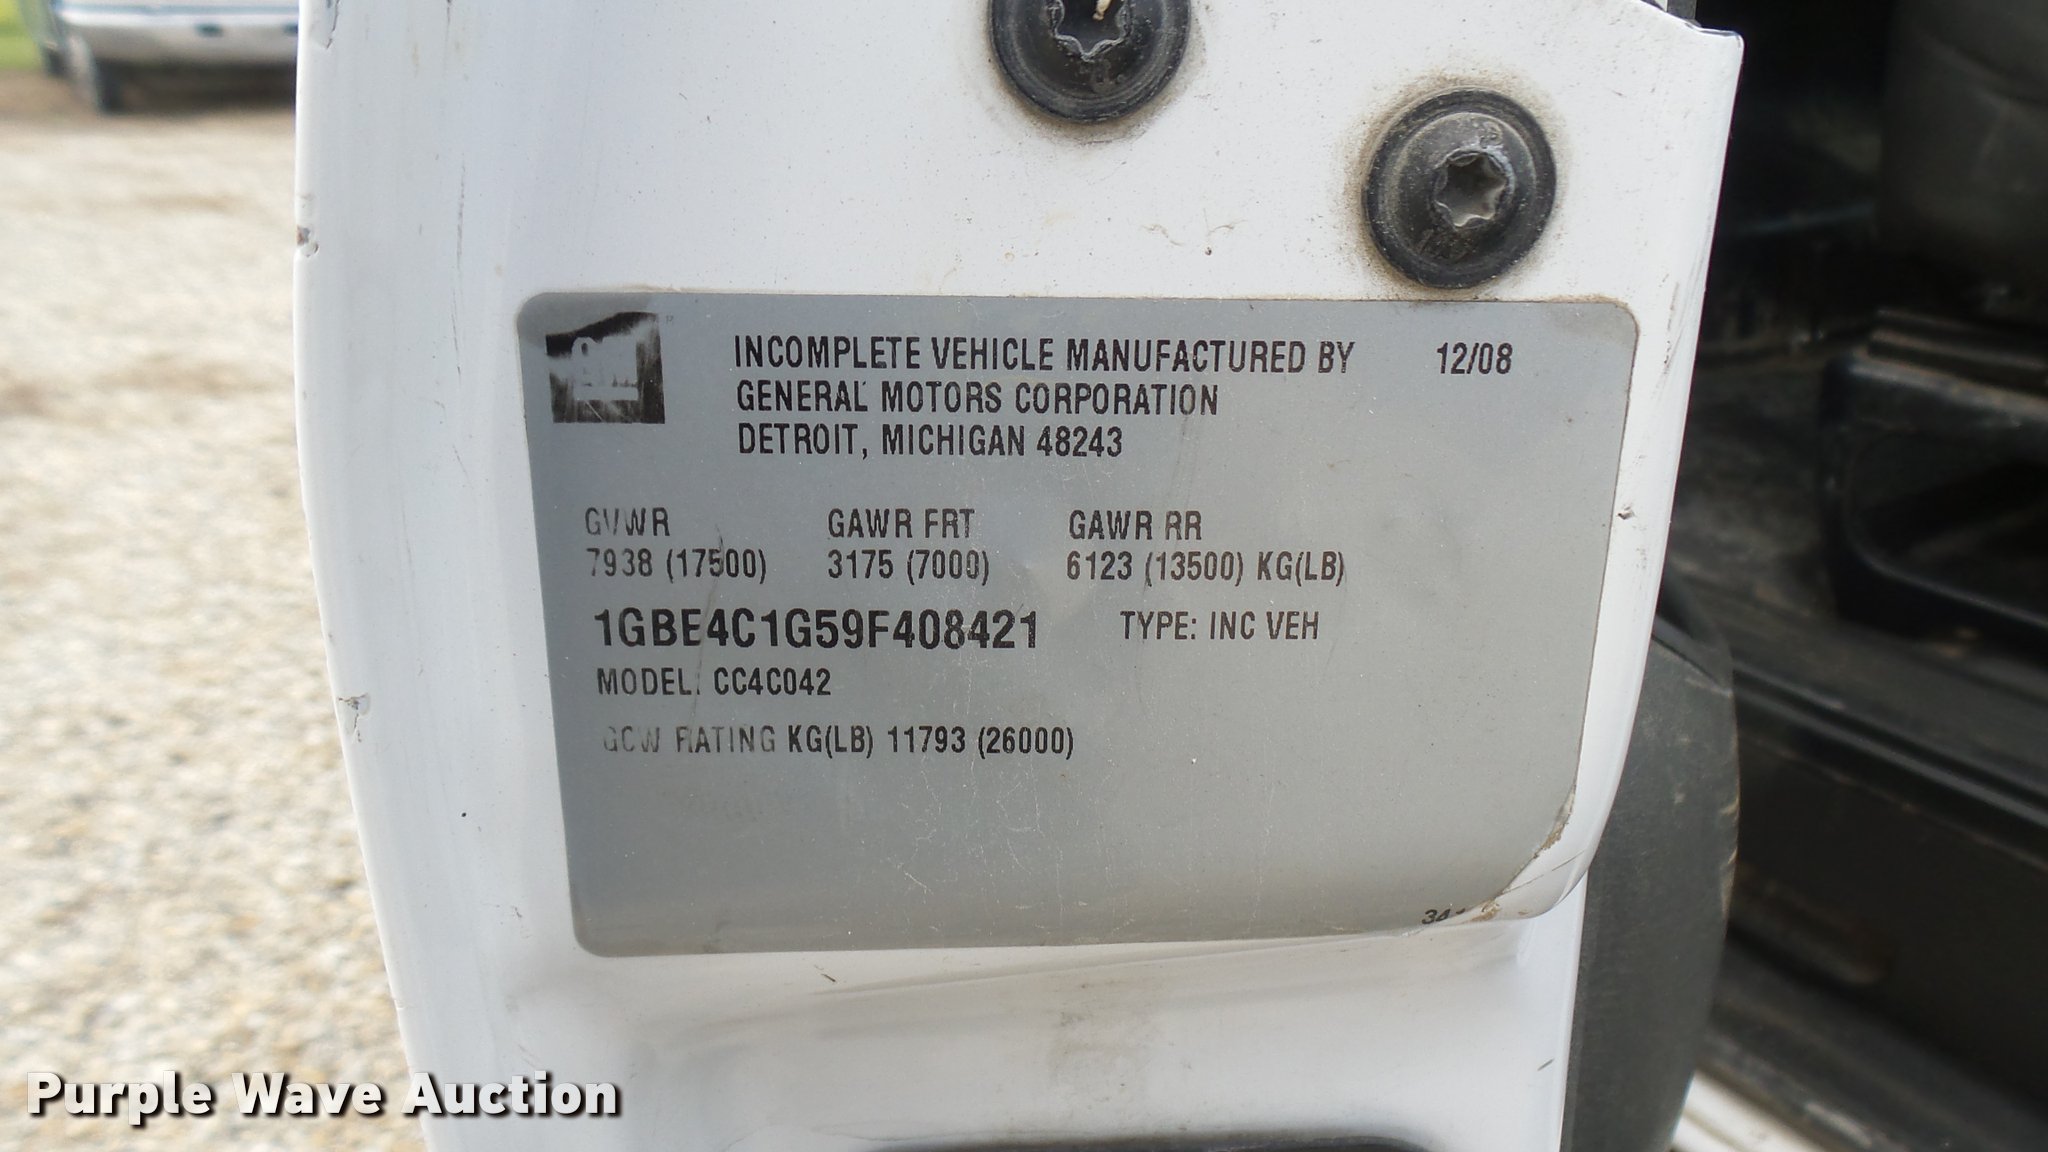 GM
INCOMPLETE VEHICLE MANUFACTURED BY 12/08
GENERAL MOTORS CORPORATION
DETROIT, MICHIGAN 48243
GVWR GAWR FRT GAWR RR
7938 (17500) 3175 (7000) 6123 (13500) KG(LB)
1GBE4C1G59F408421 TYPE: INC VEH
MODEL: CC4C042
GCW RATING KG(LB) 11793 (26000)
Purple Wave Auction